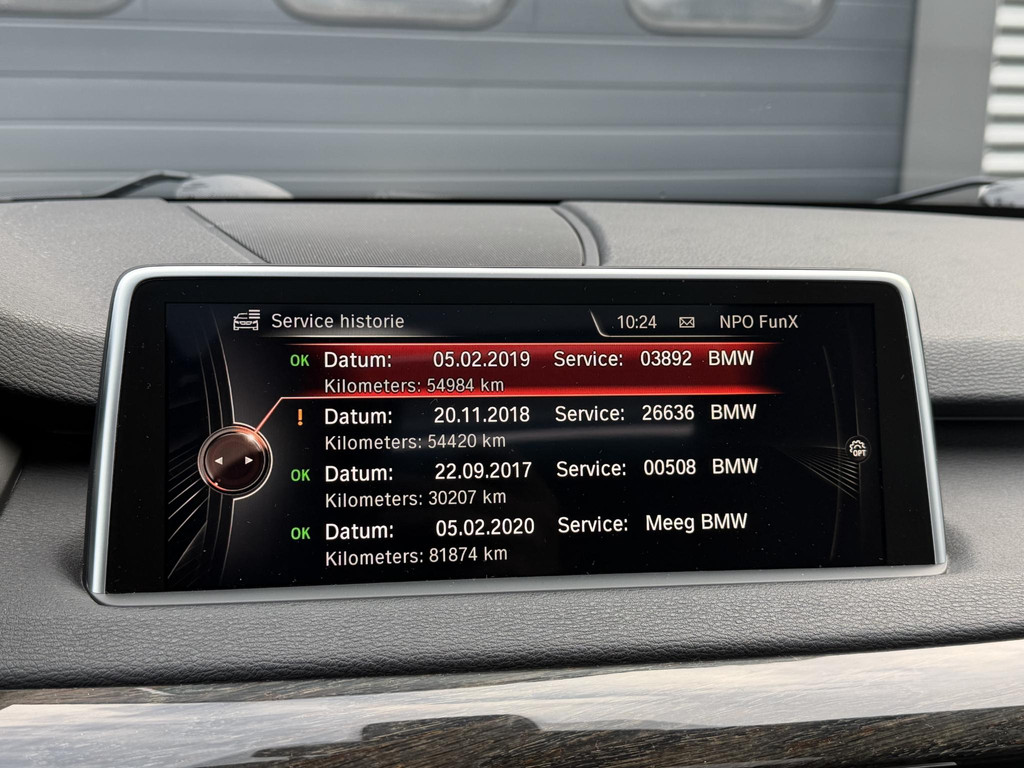 Service historie 10:24 NPO FunX
OK Datum: 05.02.2019 Service: 03892 BMW
Kilometers: 54984 km
! Datum: 20.11.2018 Service: 26636 BMW
Kilometers: 54420 km
OK Datum: 22.09.2017 Service: 00508 BMW
Kilometers: 30207 km
OK Datum: 05.02.2020 Service: Meeg BMW
Kilometers: 81874 km
OPT